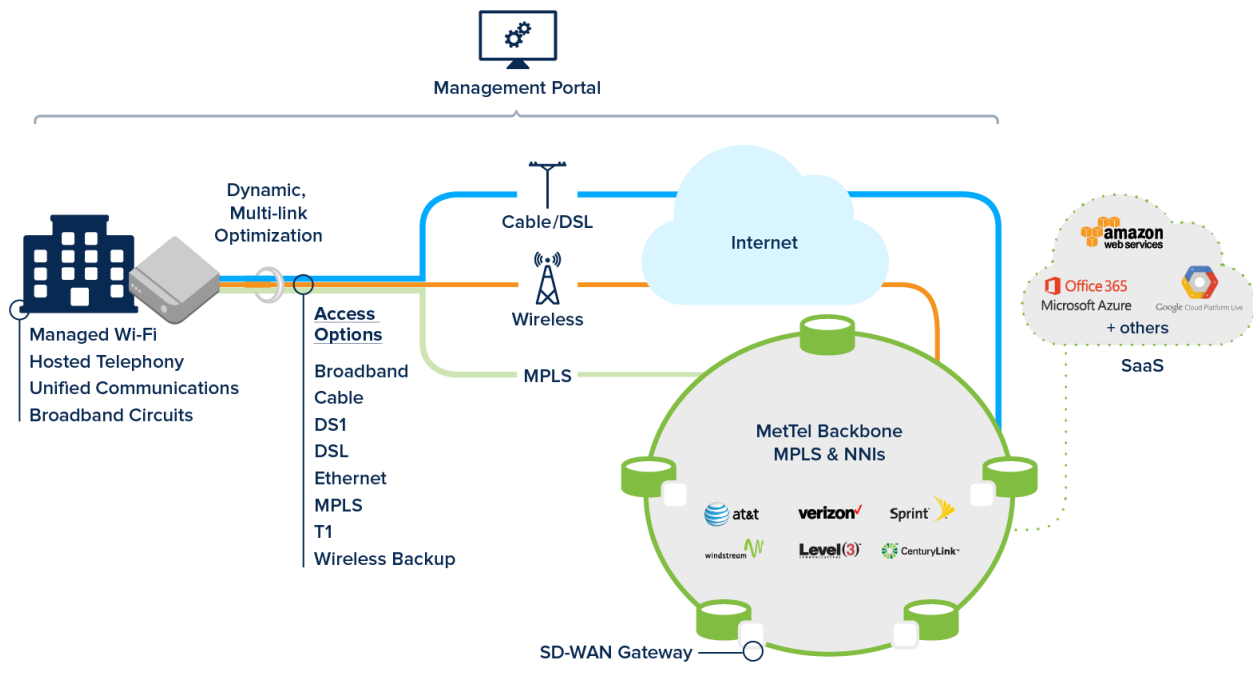 Management Portal
Dynamic,
Multi-link
Optimization
Cable/DSL
Internet
Wireless
MPLS
Managed Wi-Fi
Hosted Telephony
Unified Communications
Broadband Circuits
Access
Options
Broadband
Cable
DS1
DSL
Ethernet
MPLS
T1
Wireless Backup
amazon
web services
Office 365
Microsoft Azure
Google Cloud Platform Live
+ others
SaaS
MetTel Backbone
MPLS & NNIs
at&t
verizon
Sprint
windstream
Level(3)
COMMUNICATIONS
CenturyLink™
SD-WAN Gateway